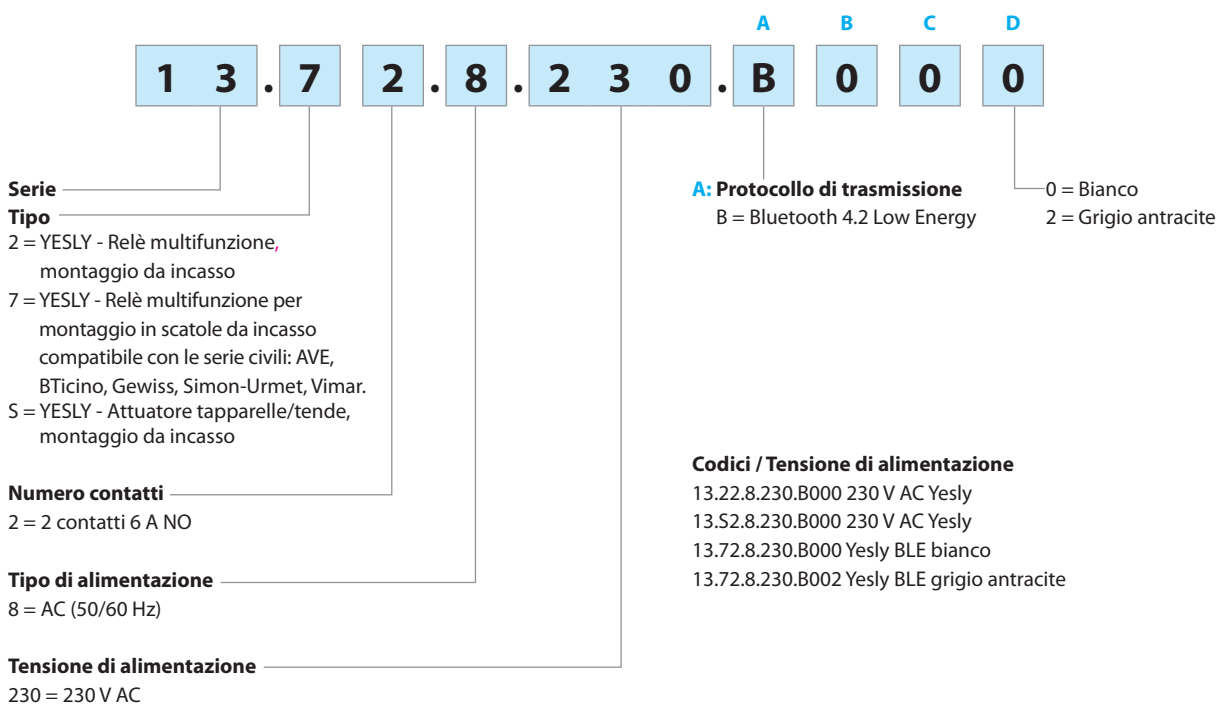 A B C D
1 3 . 7 2 . 8 . 2 3 0 . B 0 0 0
Serie
Tipo
2 = YESLY - Relè multifunzione,
montaggio da incasso
7 = YESLY - Relè multifunzione per
montaggio in scatole da incasso
compatibile con le serie civili: AVE,
BTicino, Gewiss, Simon-Urmet, Vimar.
S = YESLY - Attuatore tapparelle/tende,
montaggio da incasso
Numero contatti
2 = 2 contatti 6 A NO
Tipo di alimentazione
8 = AC (50/60 Hz)
Tensione di alimentazione
230 = 230 V AC
A: Protocollo di trasmissione
B = Bluetooth 4.2 Low Energy
0 = Bianco
2 = Grigio antracite
Codici / Tensione di alimentazione
13.22.8.230.B000 230 V AC Yesly
13.S2.8.230.B000 230 V AC Yesly
13.72.8.230.B000 Yesly BLE bianco
13.72.8.230.B002 Yesly BLE grigio antracite